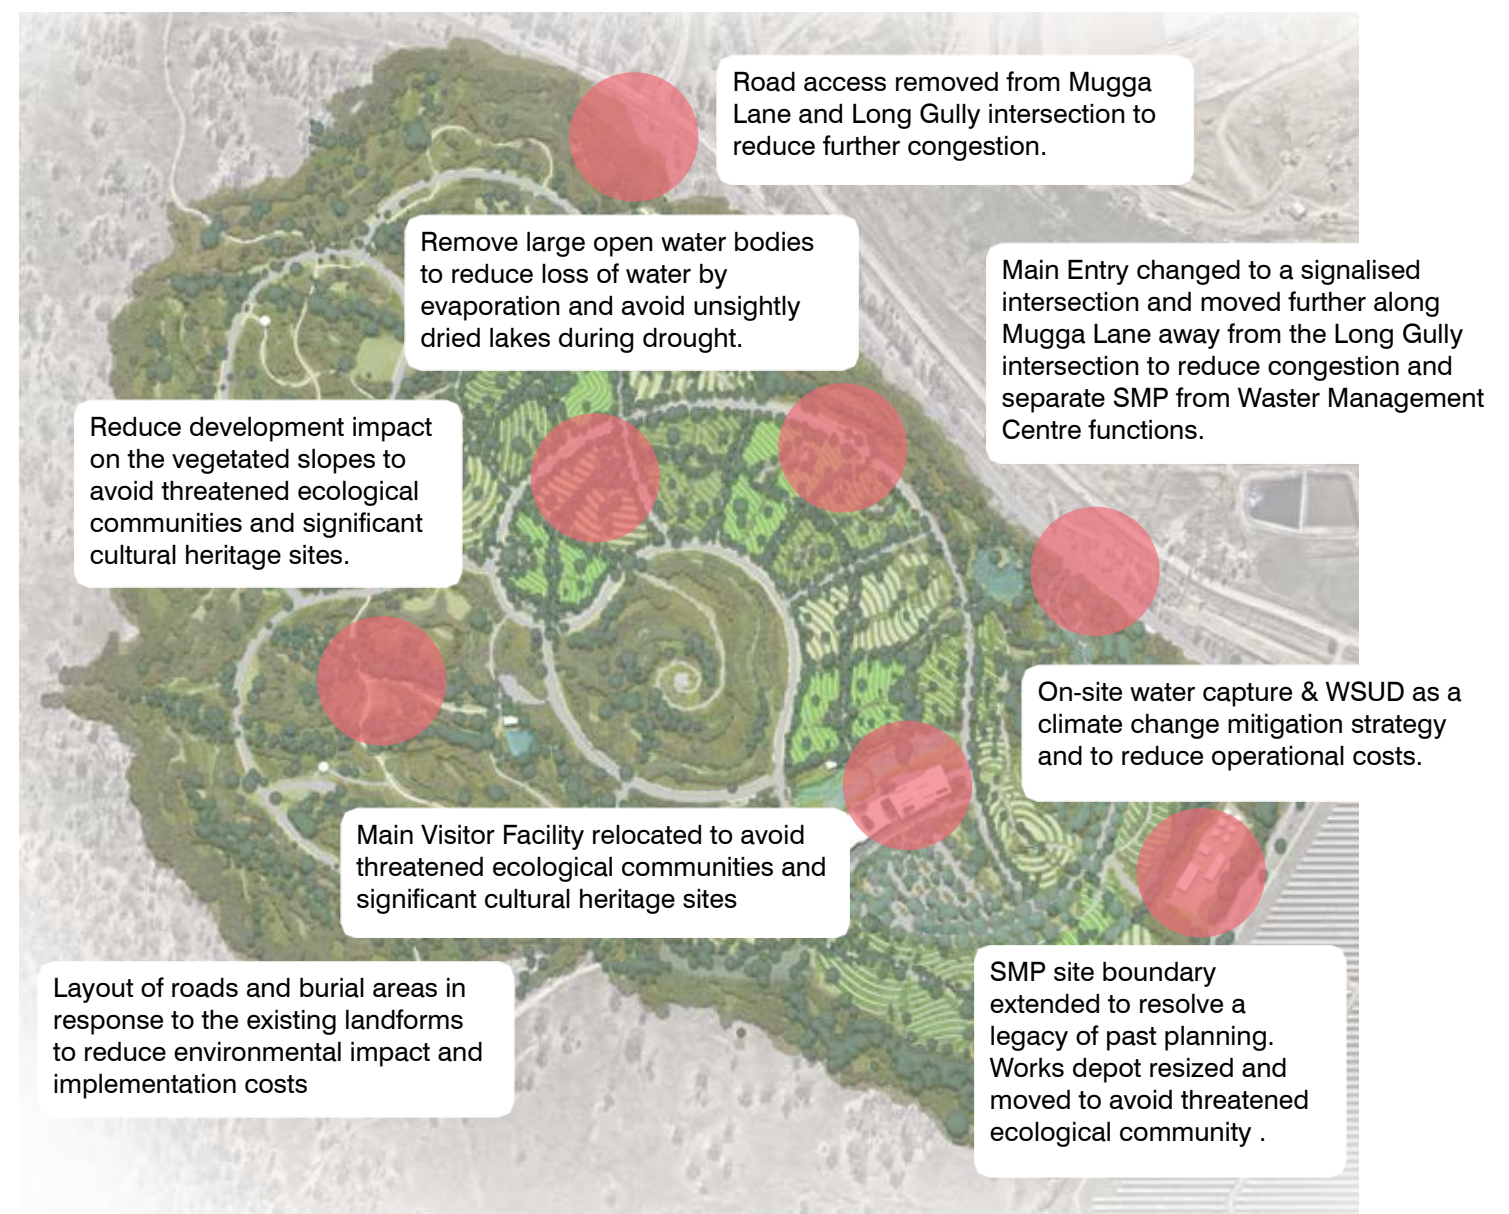 Road access removed from Mugga
Lane and Long Gully intersection to
reduce further congestion.
Remove large open water bodies
to reduce loss of water by
evaporation and avoid unsightly
dried lakes during drought.
Main Entry changed to a signalised
intersection and moved further along
Mugga Lane away from the Long Gully
intersection to reduce congestion and
separate SMP from Waster Management
Centre functions.
Reduce development impact
on the vegetated slopes to
avoid threatened ecological
communities and significant
cultural heritage sites.
On-site water capture & WSUD as a
climate change mitigation strategy
and to reduce operational costs.
Main Visitor Facility relocated to avoid
threatened ecological communities and
significant cultural heritage sites
Layout of roads and burial areas in
response to the existing landforms
to reduce environmental impact and
implementation costs
SMP site boundary
extended to resolve a
legacy of past planning.
Works depot resized and
moved to avoid threatened
ecological community .